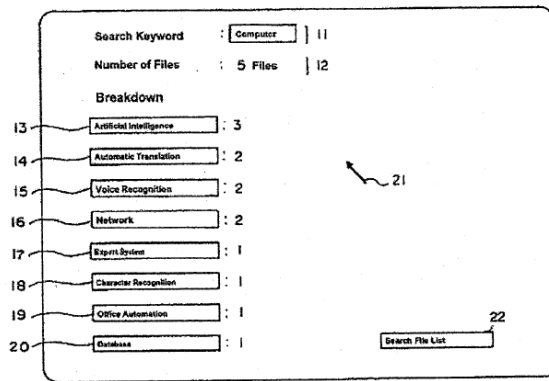 Search Keyword : Computer ] 11
Number of Files : 5 Files ] 12
Breakdown
13 Artificial Intelligence : 3
14 Automatic Translation : 2
15 Voice Recognition : 2
21
16 Network : 2
17 Expert System : 1
18 Character Recognition : 1
19 Office Automation : 1
22
20 Database : 1 Search File List